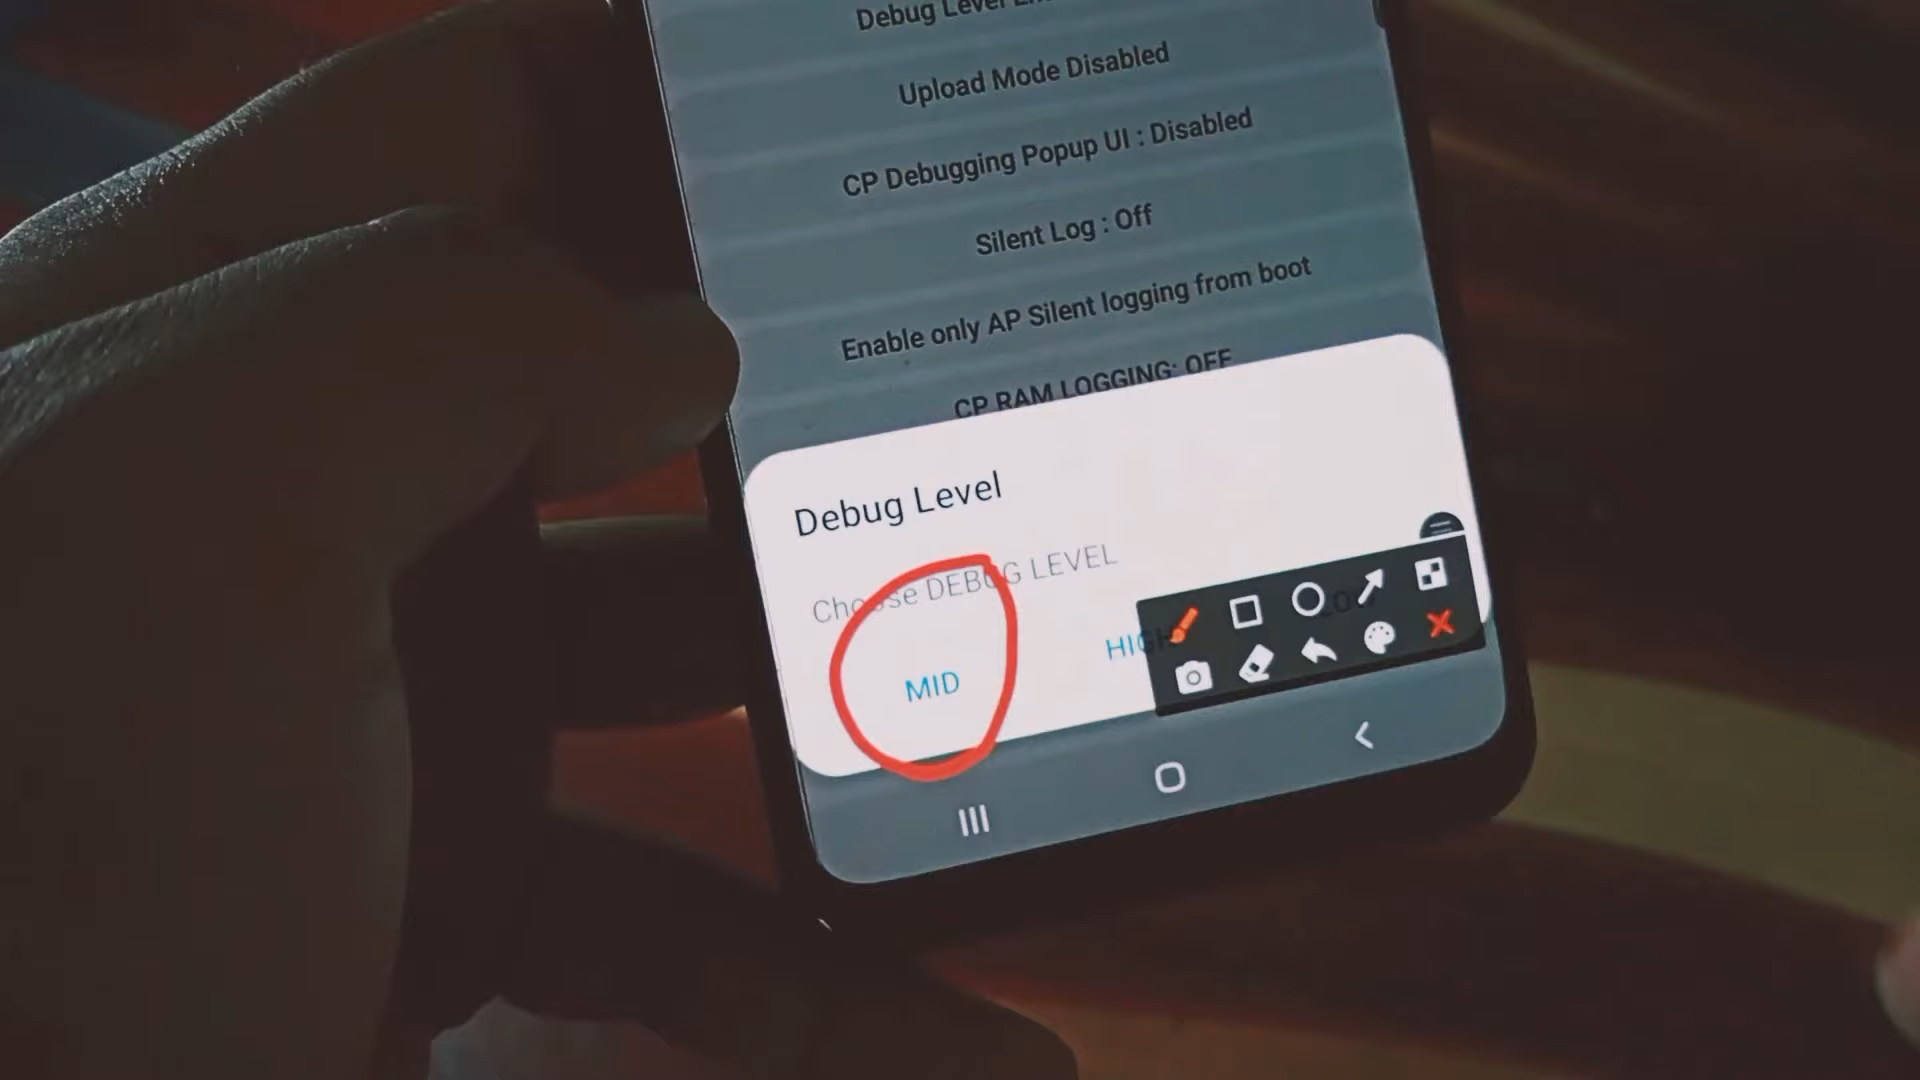 Debug Level
Upload Mode Disabled
CP Debugging Popup UI : Disabled
Silent Log : Off
Enable only AP Silent logging from boot
CP RAM LOGGING: OFF
Debug Level
Choose DEBUG LEVEL
MID HIGH LOW